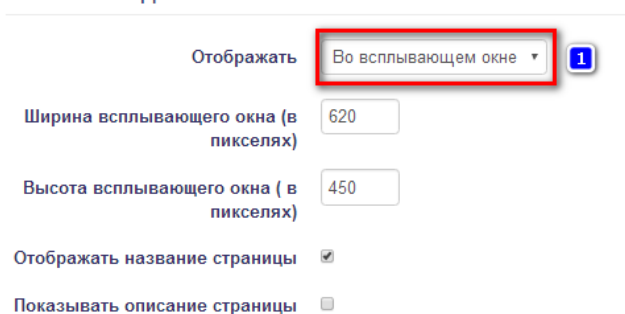 Отображать Во всплывающем окне 1
Ширина всплывающего окна (в 620
пикселях)
Высота всплывающего окна ( в 450
пикселях)
Отображать название страницы
Показывать описание страницы